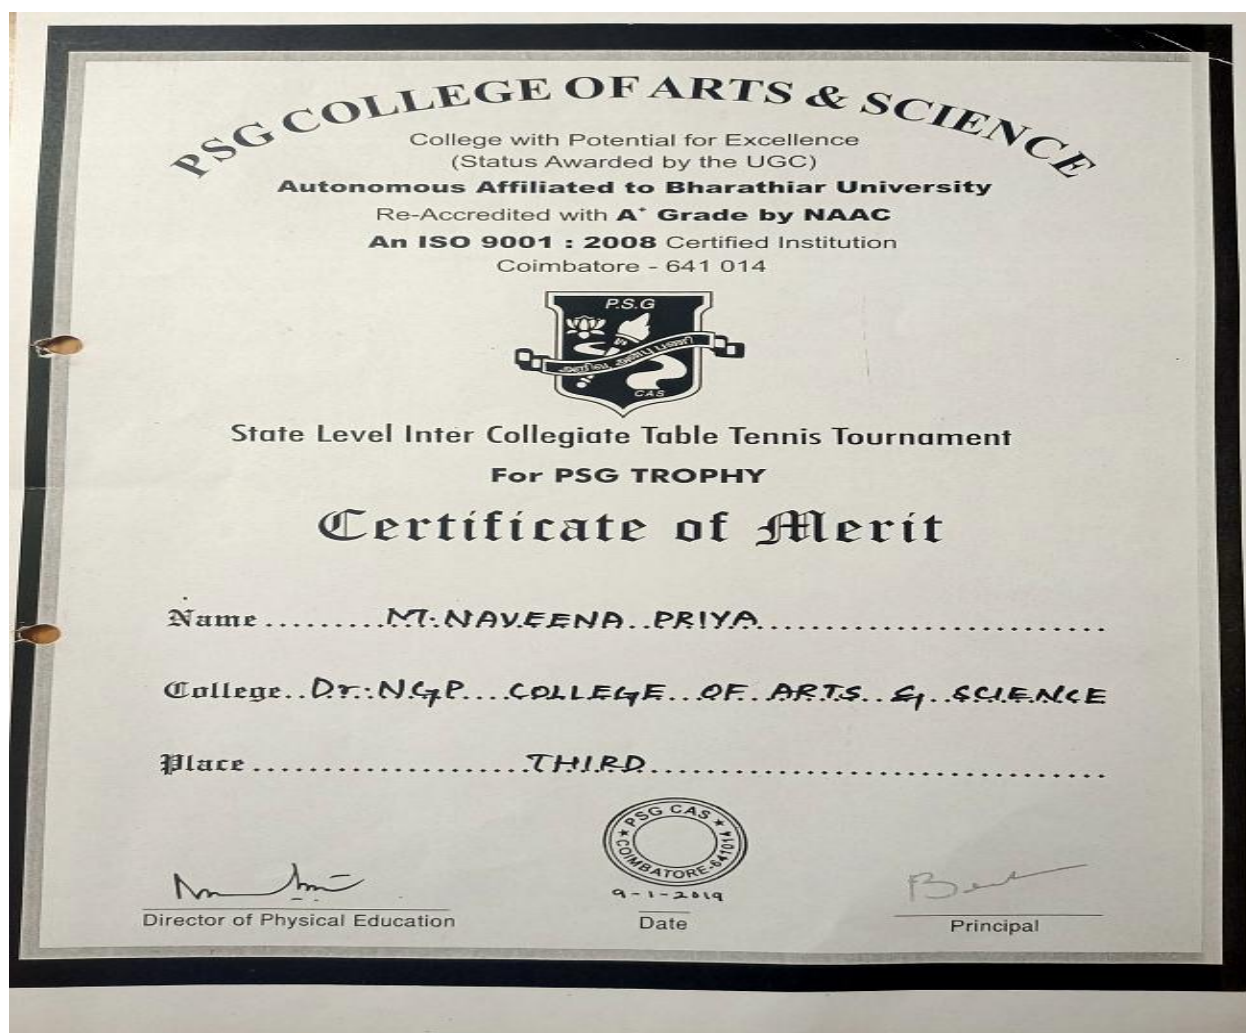 PSG COLLEGE OF ARTS & SCIENCE
College with Potential for Excellence
(Status Awarded by the UGC)
Autonomous Affiliated to Bharathiar University
Re-Accredited with A+ Grade by NAAC
An ISO 9001 : 2008 Certified Institution
Coimbatore - 641 014
P.S.G
CAS
State Level Inter Collegiate Table Tennis Tournament
For PSG TROPHY
Certificate of Merit
Name.........M. NAVEENA PRIYA.........
College..Dr. N.G.P COLLEGE OF ARTS & SCIENCE
Place.........THIRD.........
PSG CAS
COIMBATORE-641014
9-1-2019
Director of Physical Education
Date
Principal